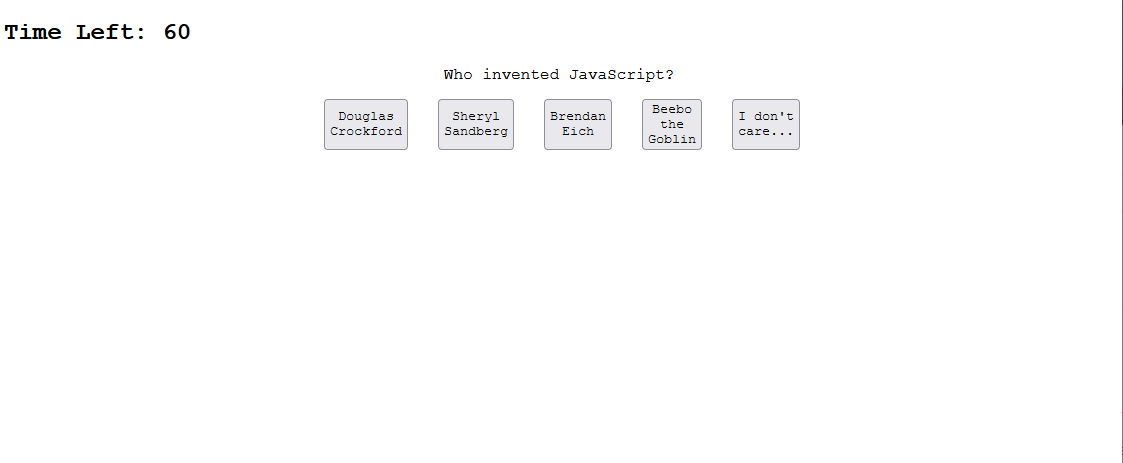 Time Left: 60
Who invented JavaScript?
Douglas
Crockford
Sheryl
Sandberg
Brendan
Eich
Beebo
the
Goblin
I don't
care...